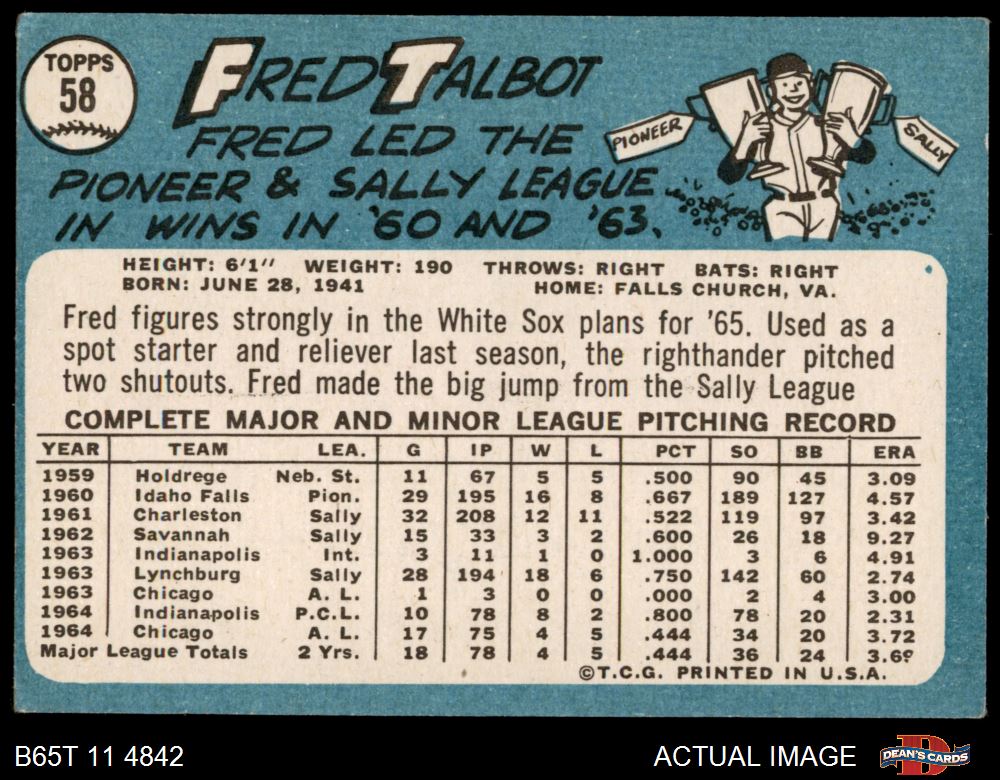 TOPPS
58
FRED TALBOT
FRED LED THE
PIONEER & SALLY LEAGUE
IN WINS IN '60 AND '63.
PIONEER
SALLY
HEIGHT: 6'1" WEIGHT: 190 THROWS: RIGHT BATS: RIGHT
BORN: JUNE 28, 1941 HOME: FALLS CHURCH, VA.
Fred figures strongly in the White Sox plans for '65. Used as a
spot starter and reliever last season, the righthander pitched
two shutouts. Fred made the big jump from the Sally League
COMPLETE MAJOR AND MINOR LEAGUE PITCHING RECORD
YEAR TEAM LEA. G IP W L PCT SO BB ERA
1959 Holdrege Neb. St. 11 67 5 5 .500 90 45 3.09
1960 Idaho Falls Pion. 29 195 16 8 .667 189 127 4.57
1961 Charleston Sally 32 208 12 11 .522 119 97 3.42
1962 Savannah Sally 15 33 3 2 .600 26 18 9.27
1963 Indianapolis Int. 3 11 1 0 1.000 3 6 4.91
1963 Lynchburg Sally 28 194 18 6 .750 142 60 2.74
1963 Chicago A. L. 1 3 0 0 .000 2 4 3.00
1964 Indianapolis P.C.L. 10 78 8 2 .800 78 20 2.31
1964 Chicago A. L. 17 75 4 5 .444 34 20 3.72
Major League Totals 2 Yrs. 18 78 4 5 .444 36 24 3.69
©T.C.G. PRINTED IN U.S.A.
B65T 11 4842 ACTUAL IMAGE DEAN'S CARDS